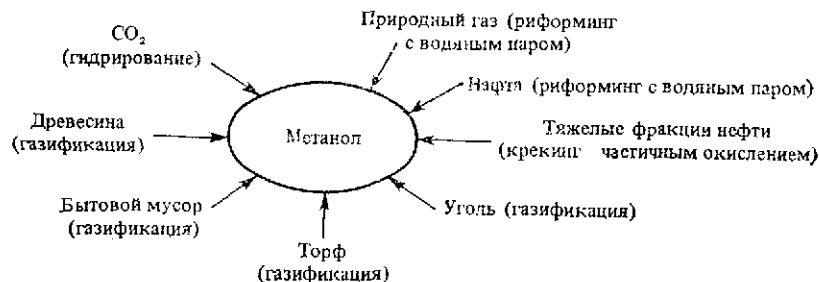 Природный газ (риформинг
с водяным паром)
CO₂
(гидрирование)
Нафта (риформинг с водяным паром)
Древесина
(газификация)
Метанол
Тяжелые фракции нефти
(крекинг частичным окислением)
Бытовой мусор
(газификация)
Уголь (газификация)
Торф
(газификация)